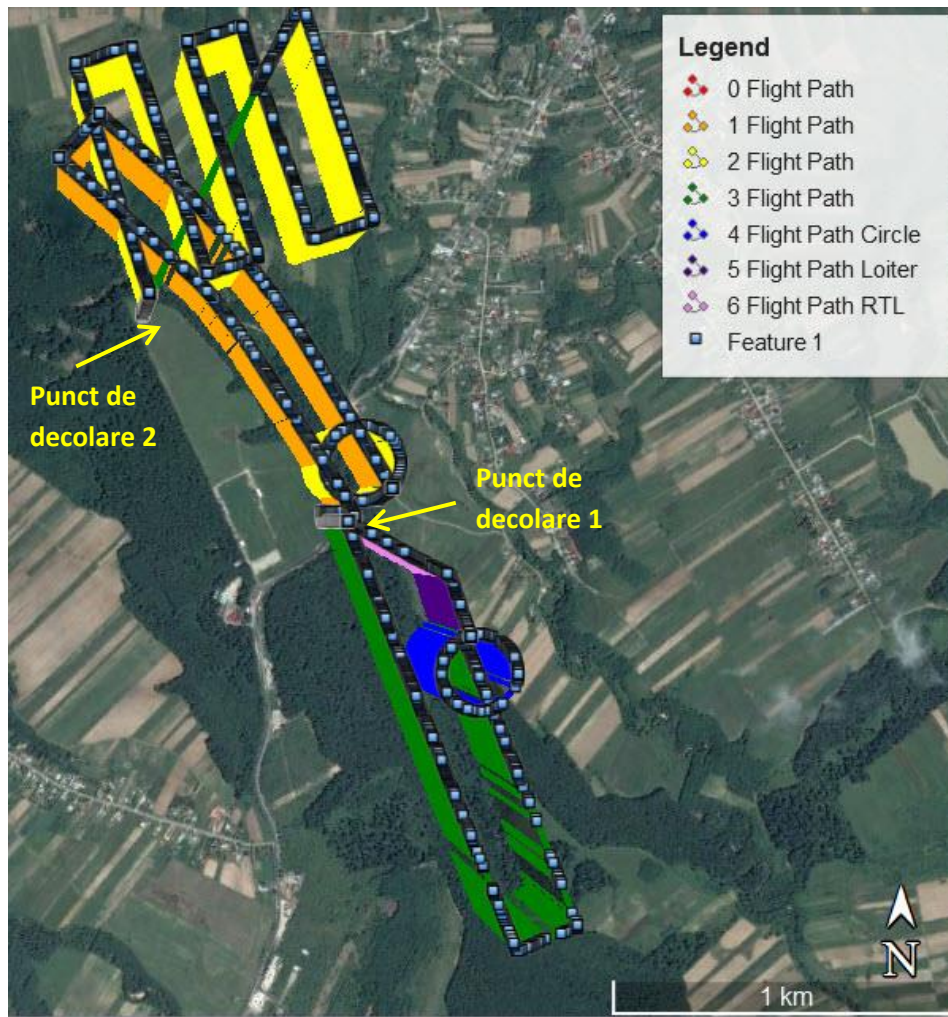 Legend
0 Flight Path
1 Flight Path
2 Flight Path
3 Flight Path
4 Flight Path Circle
5 Flight Path Loiter
6 Flight Path RTL
Feature 1
Punct de
decolare 2
Punct de
decolare 1
N
1 km